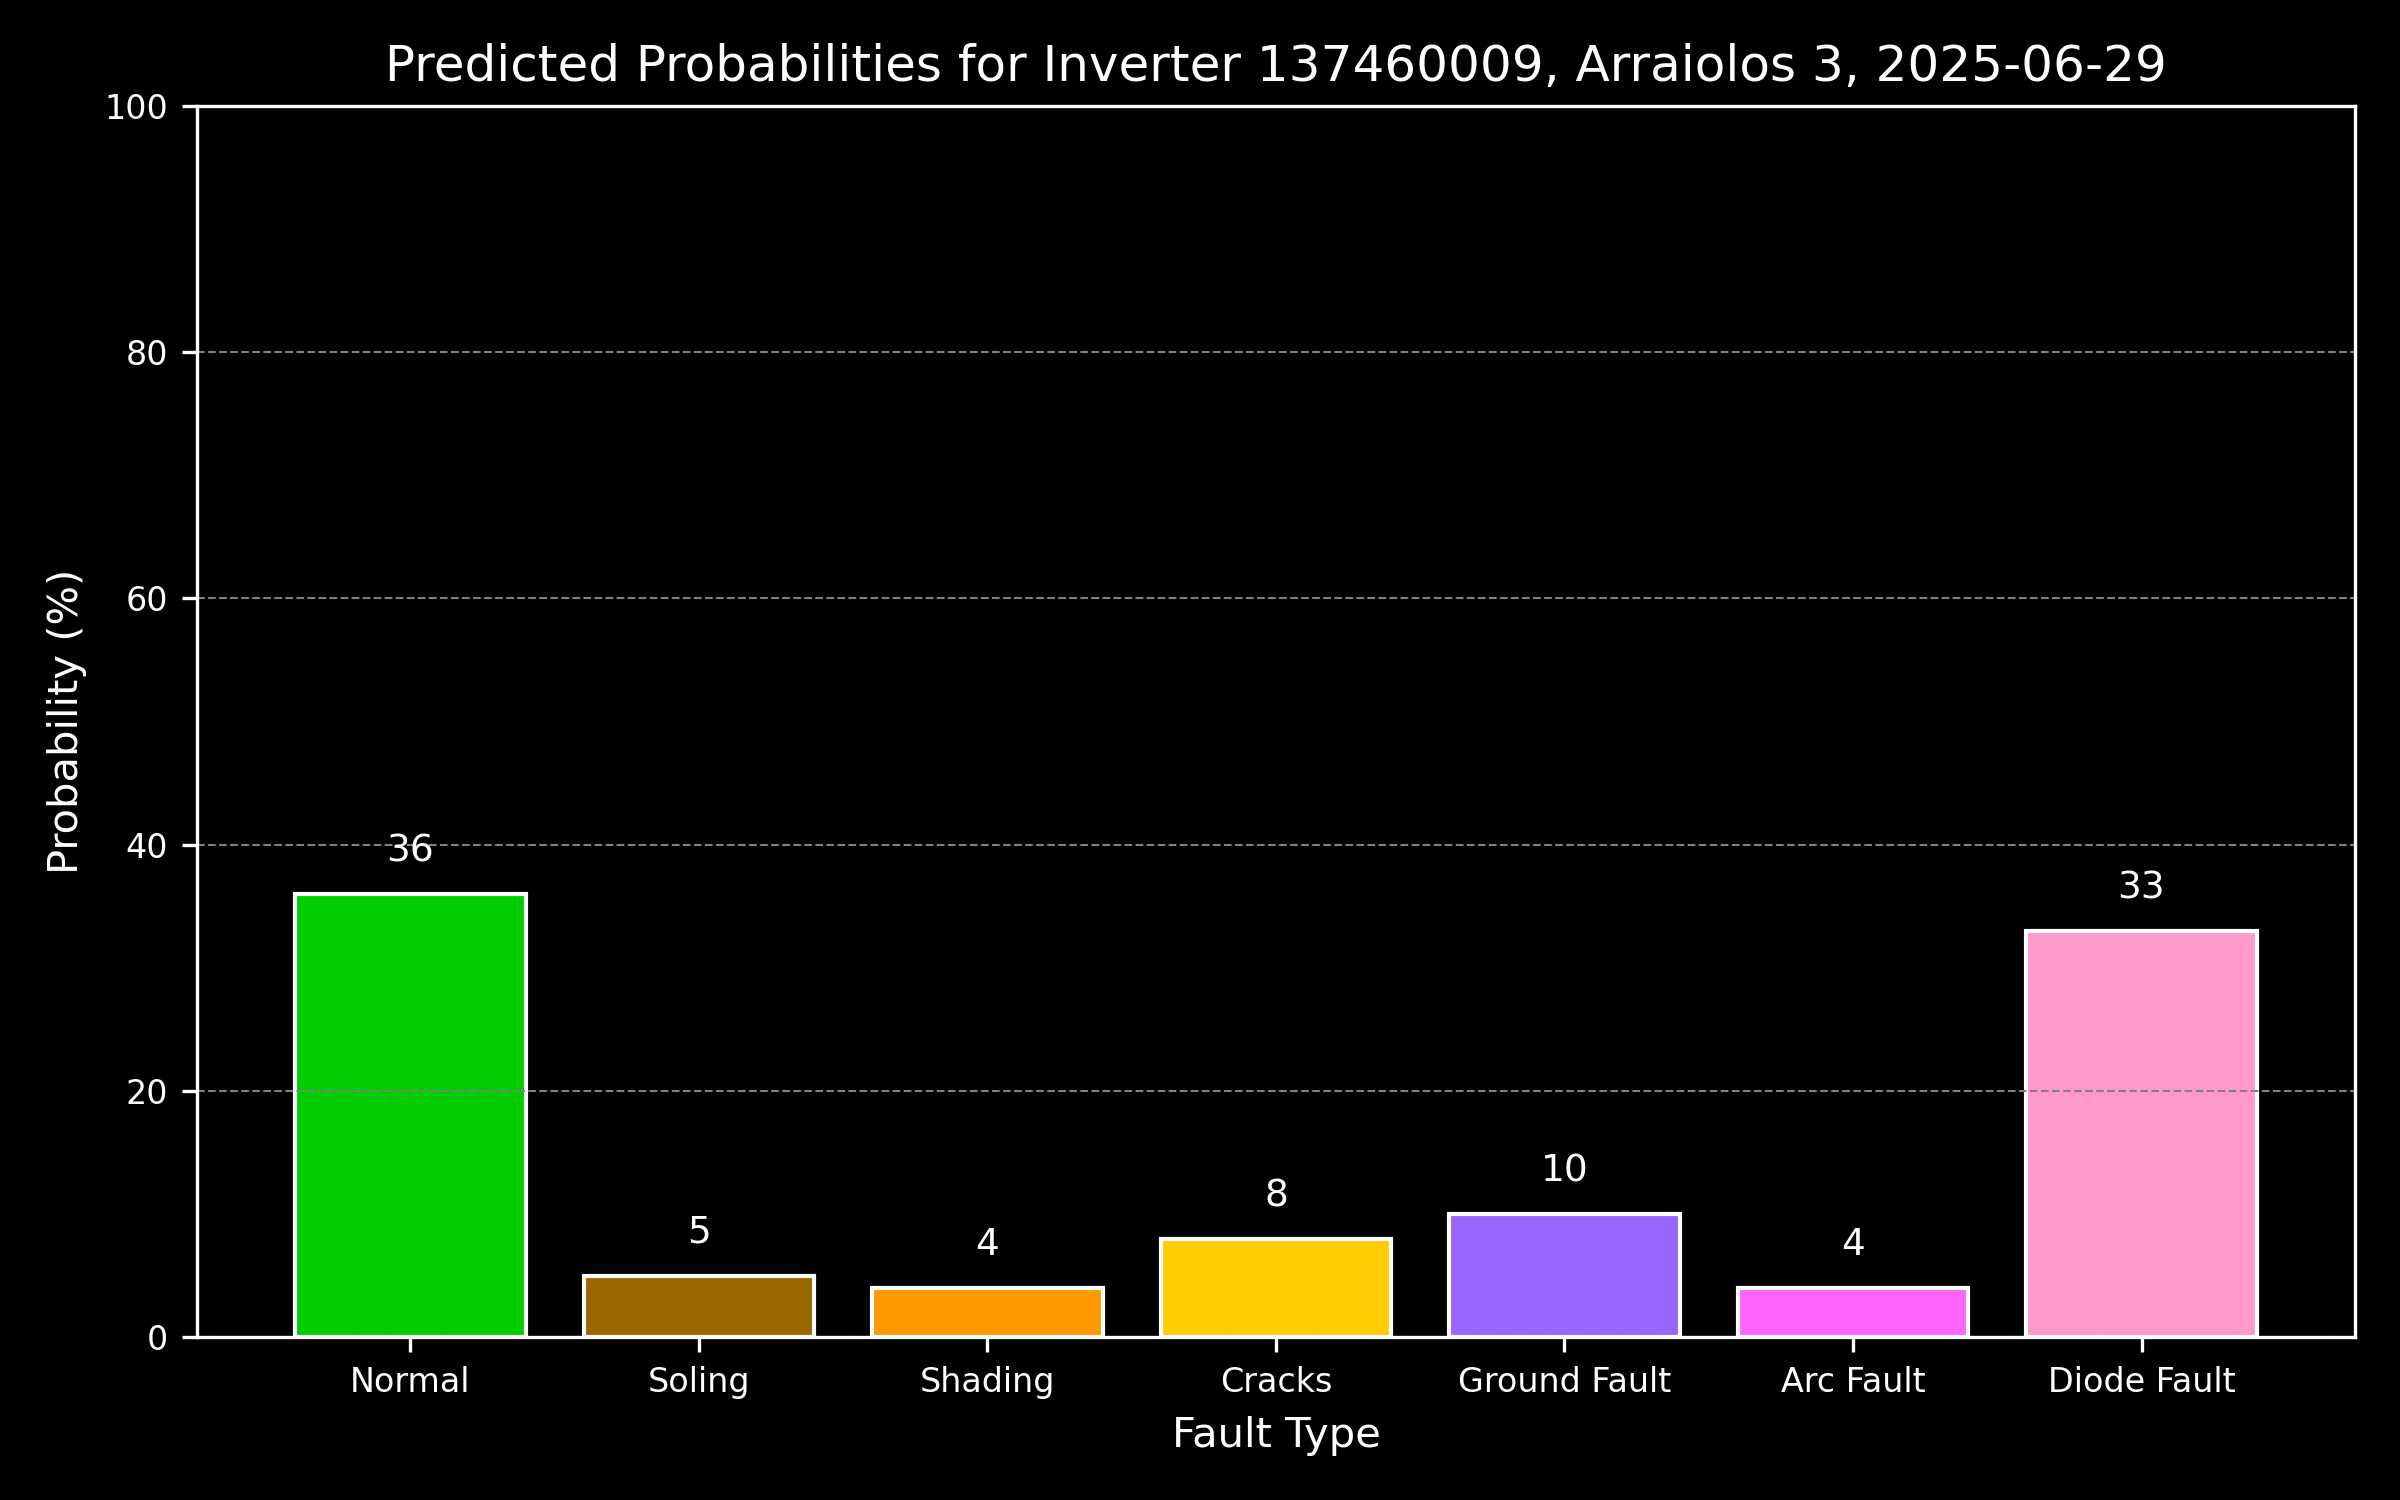 Predicted Probabilities for Inverter 137460009, Arraiolos 3, 2025-06-29
Probability (%)
100
80
60
40
20
0
36
5
4
8
10
4
33
Normal
Soling
Shading
Cracks
Ground Fault
Arc Fault
Diode Fault
Fault Type